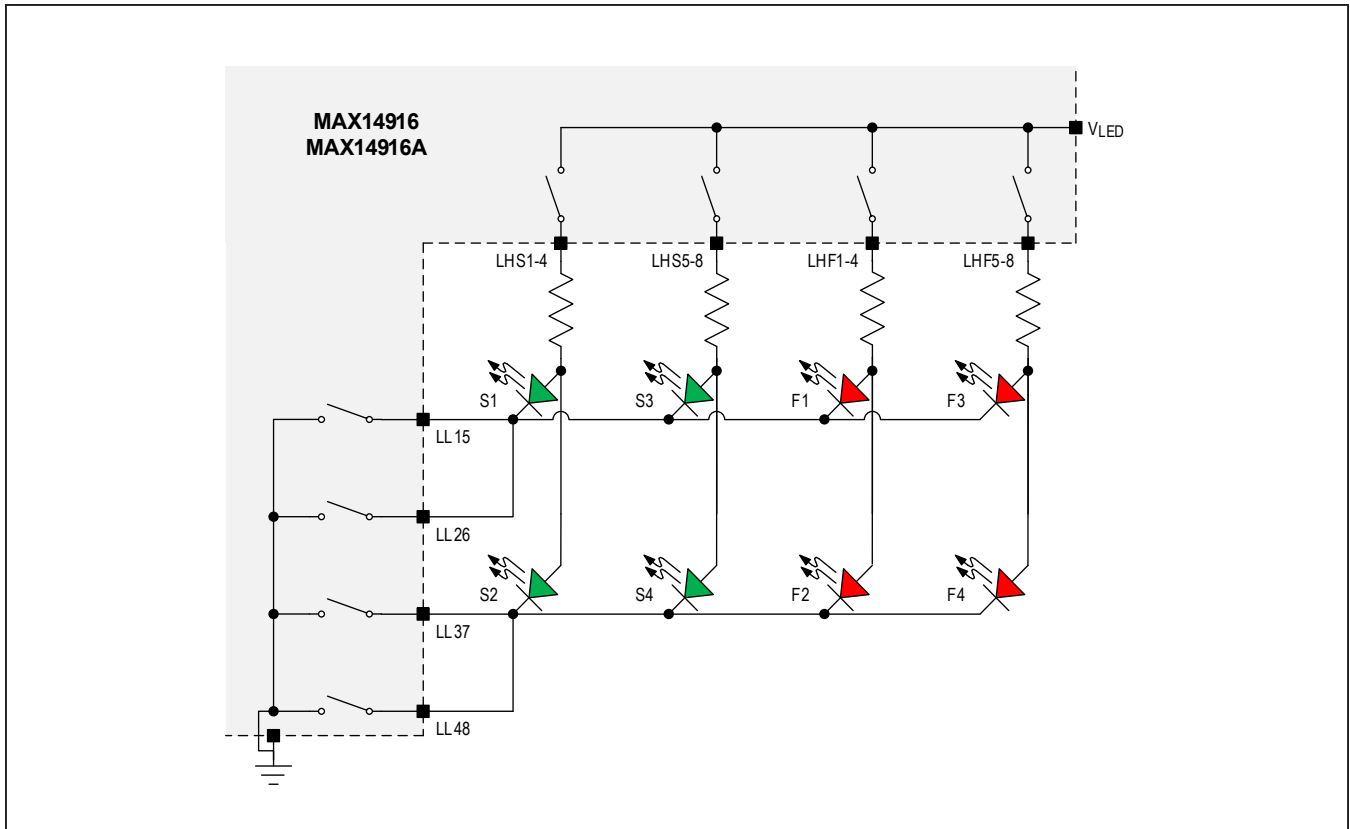 MAX14916
MAX14916A
VLED
LHS1-4
LHS5-8
LHF1-4
LHF5-8
S1
S3
F1
F3
LL15
LL26
S2
S4
F2
F4
LL37
LL48